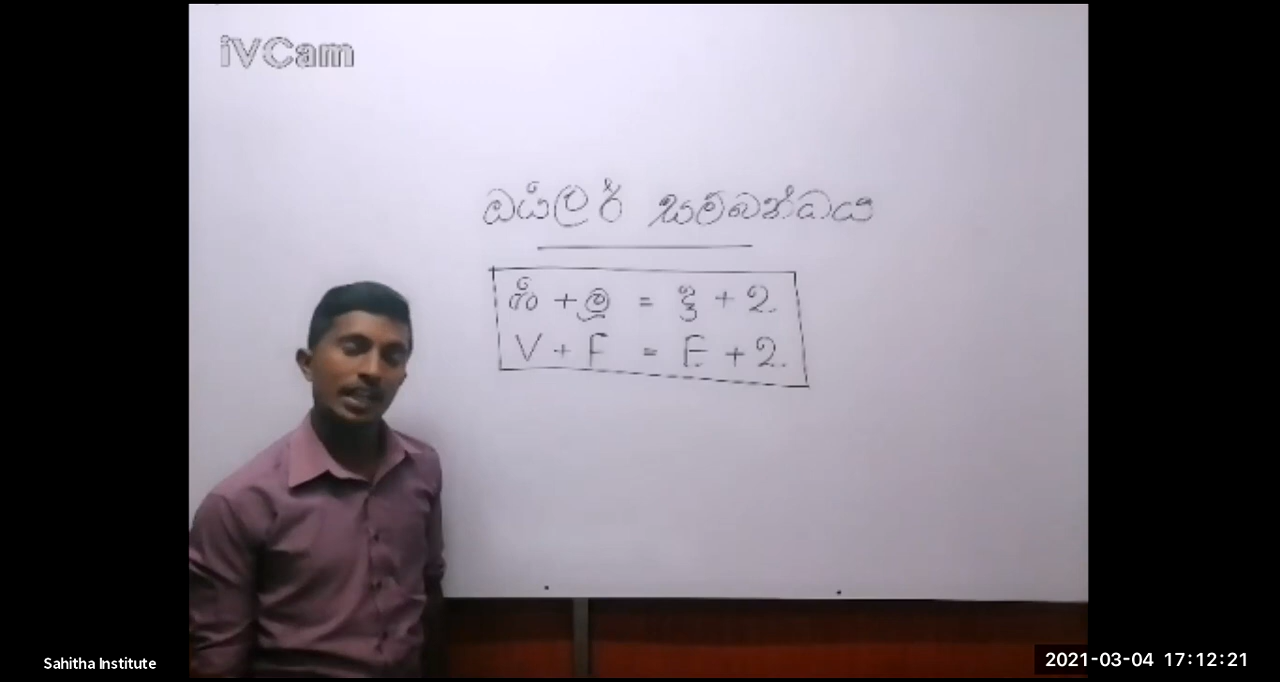 iVCam
ඔයිලර් සම්බන්ධය
ශී + මු = දා + 2
V + F = E + 2.
Sahitha Institute
2021-03-04 17:12:21